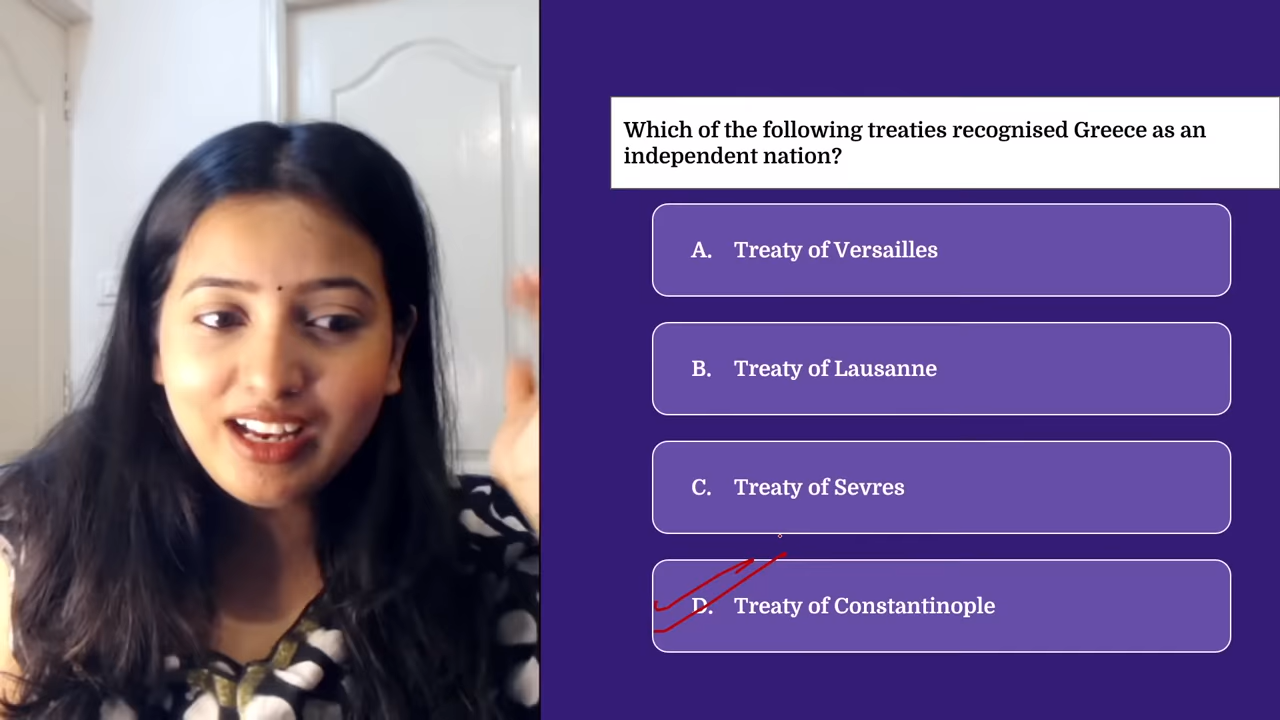 Which of the following treaties recognised Greece as an
independent nation?
A. Treaty of Versailles
B. Treaty of Lausanne
C. Treaty of Sevres
D. Treaty of Constantinople